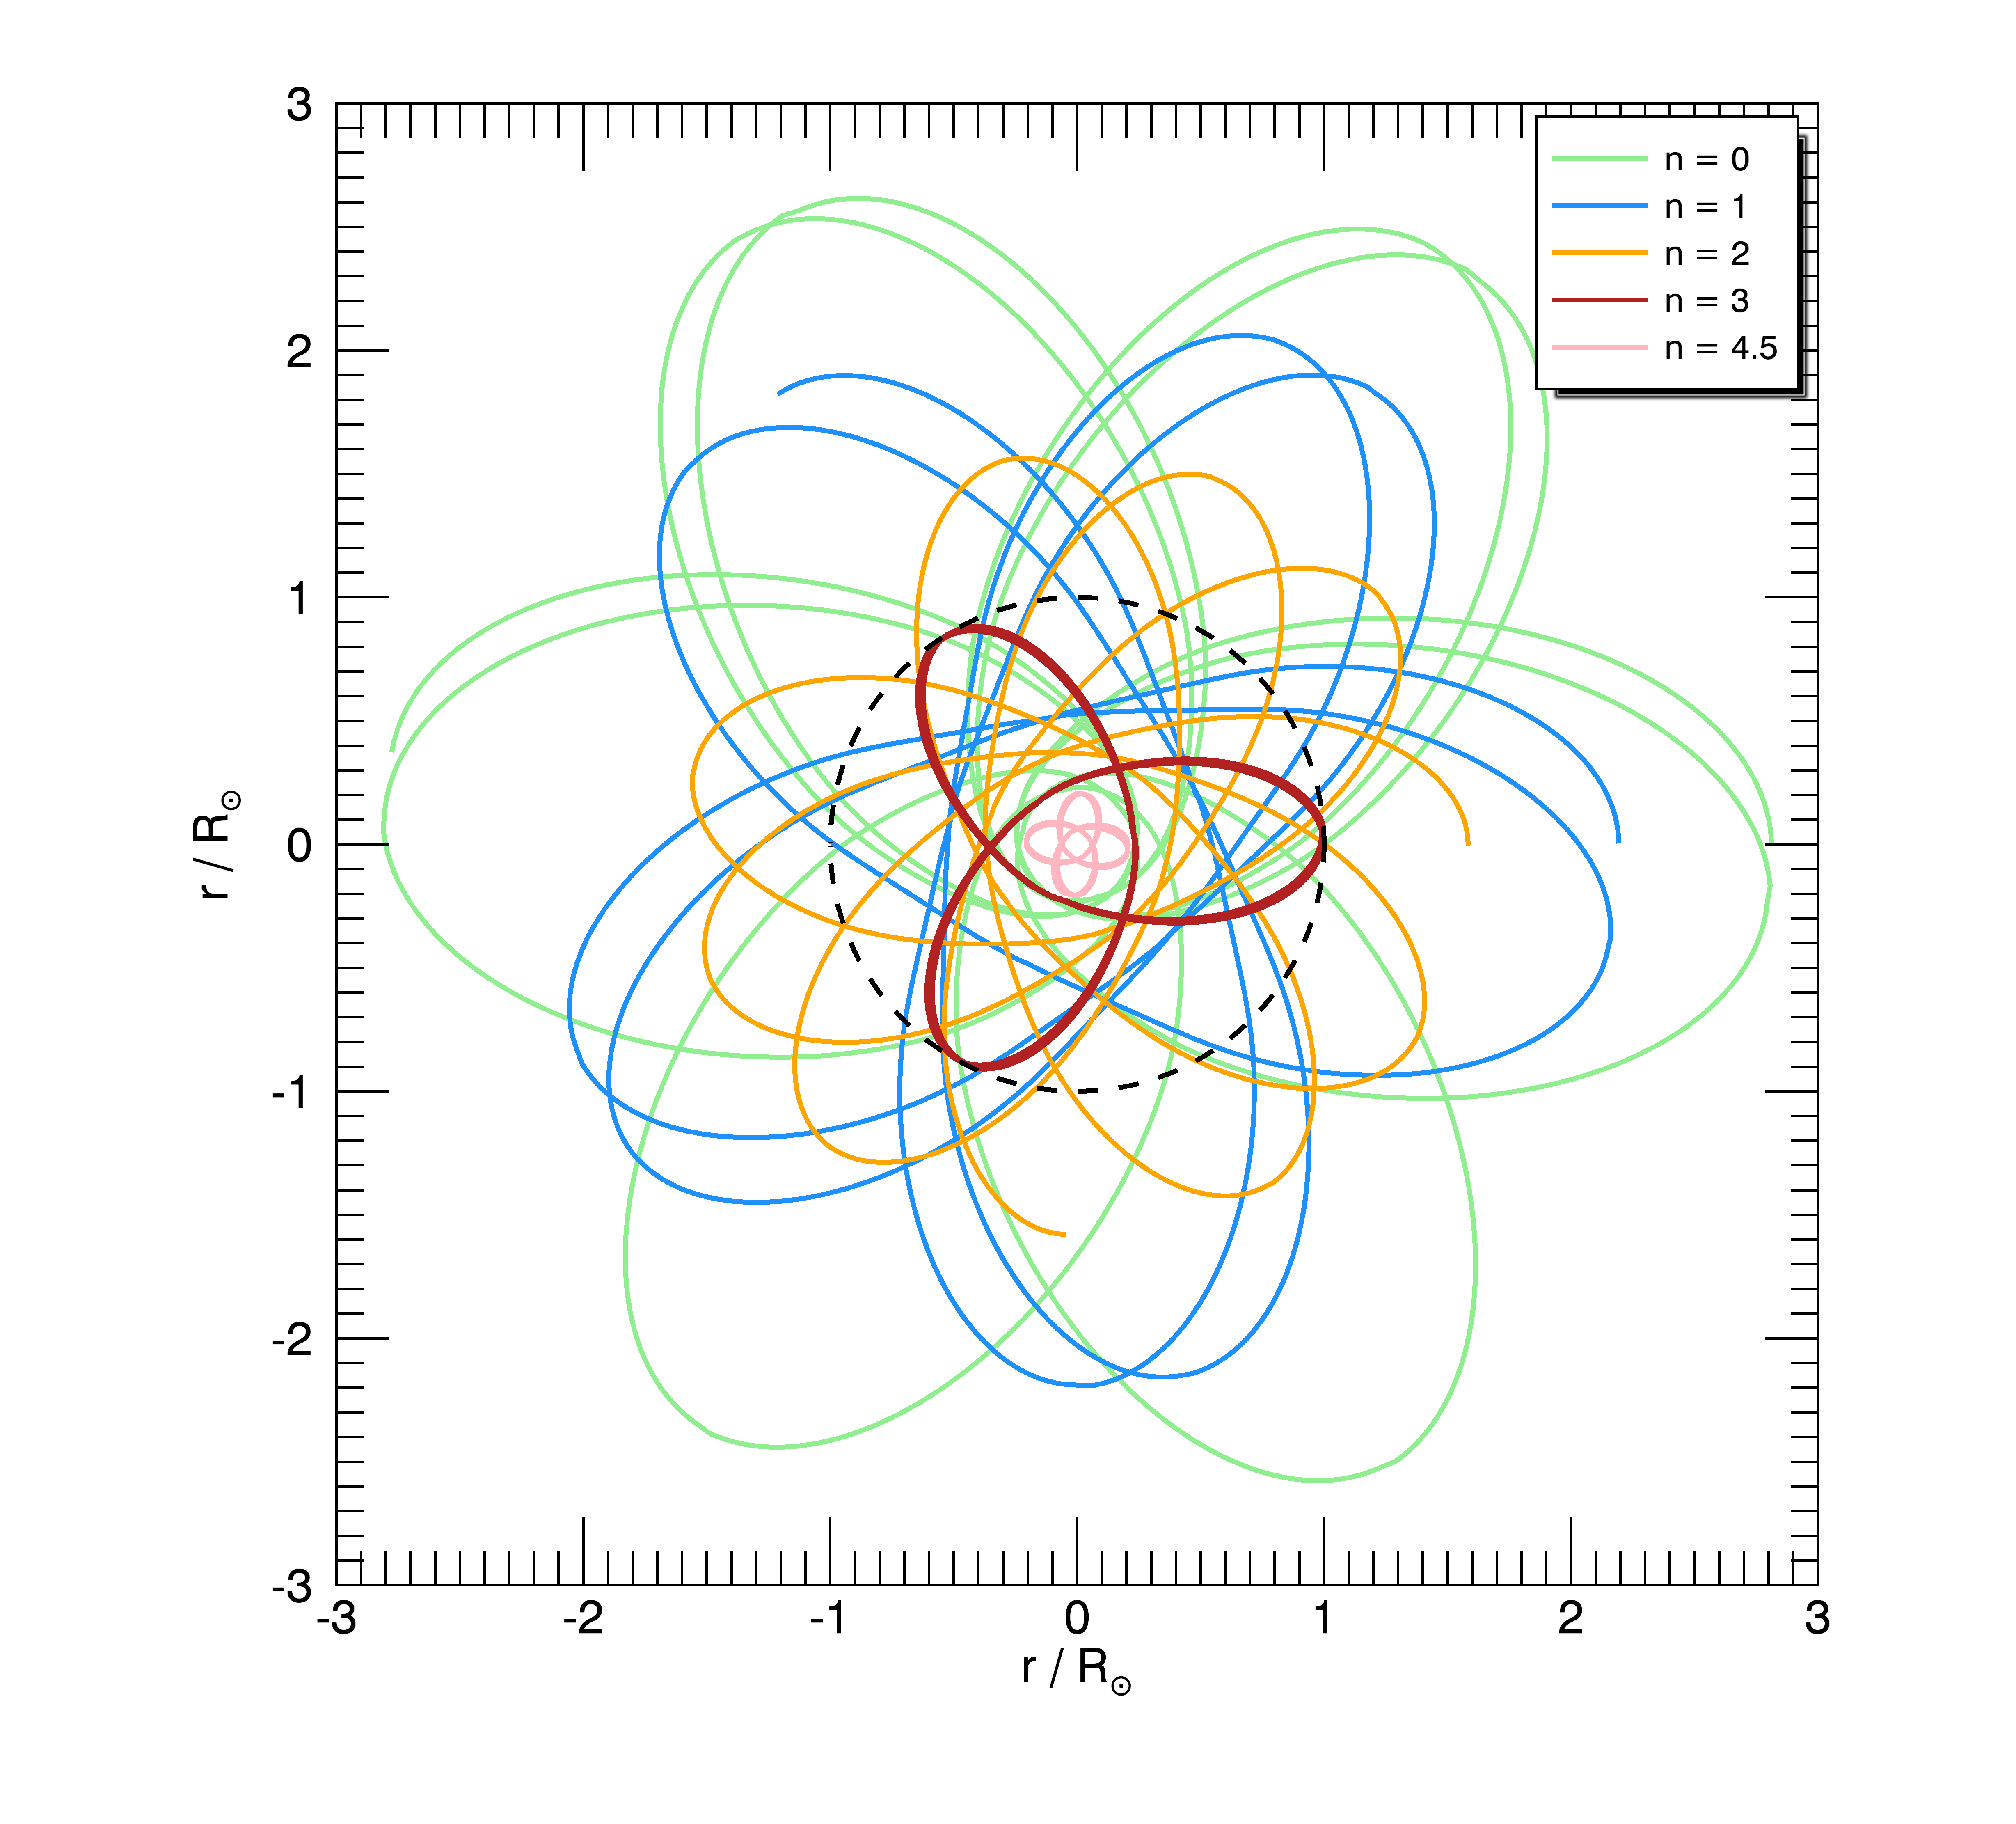 3
2
1
0
-1
-2
-3
r / R☉
n = 0
n = 1
n = 2
n = 3
n = 4.5
-3
-2
-1
0
1
2
3
r / R☉